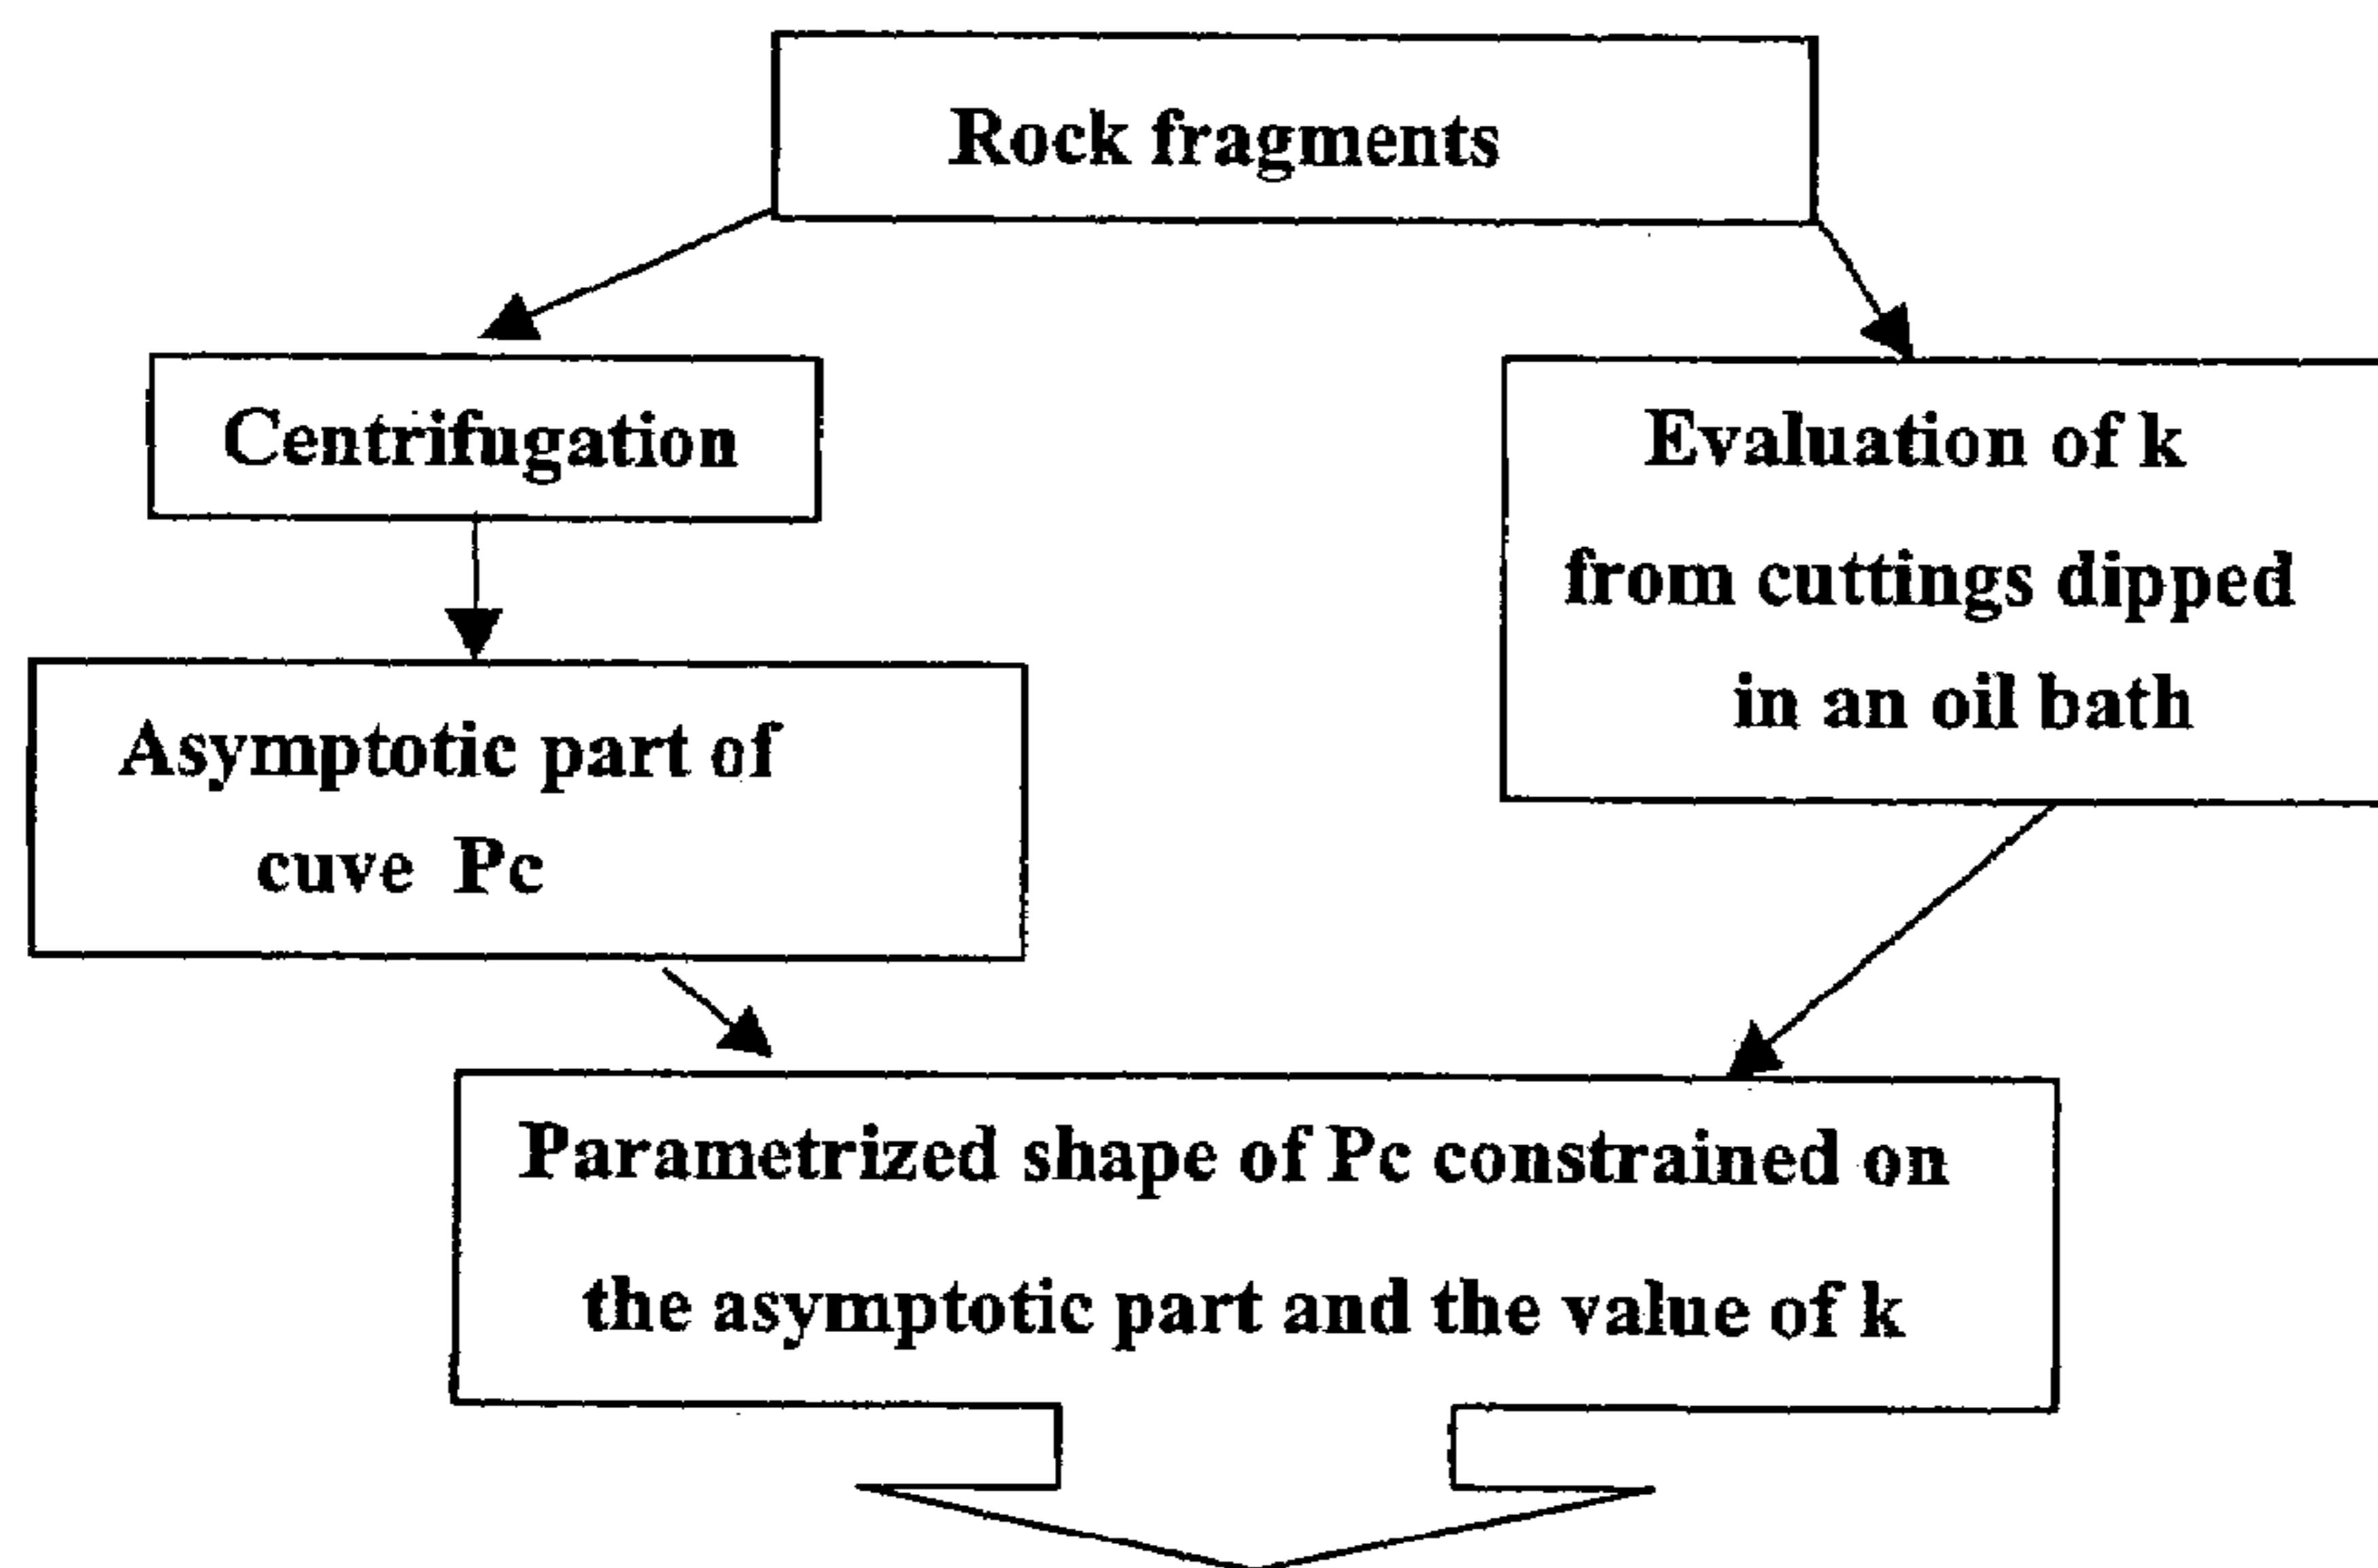 Rock fragments
Centrifugation
Evaluation of k
from cuttings dipped
in an oil bath
Asymptotic part of
cuve Pc
Parametrized shape of Pc constrained on
the asymptotic part and the value of k